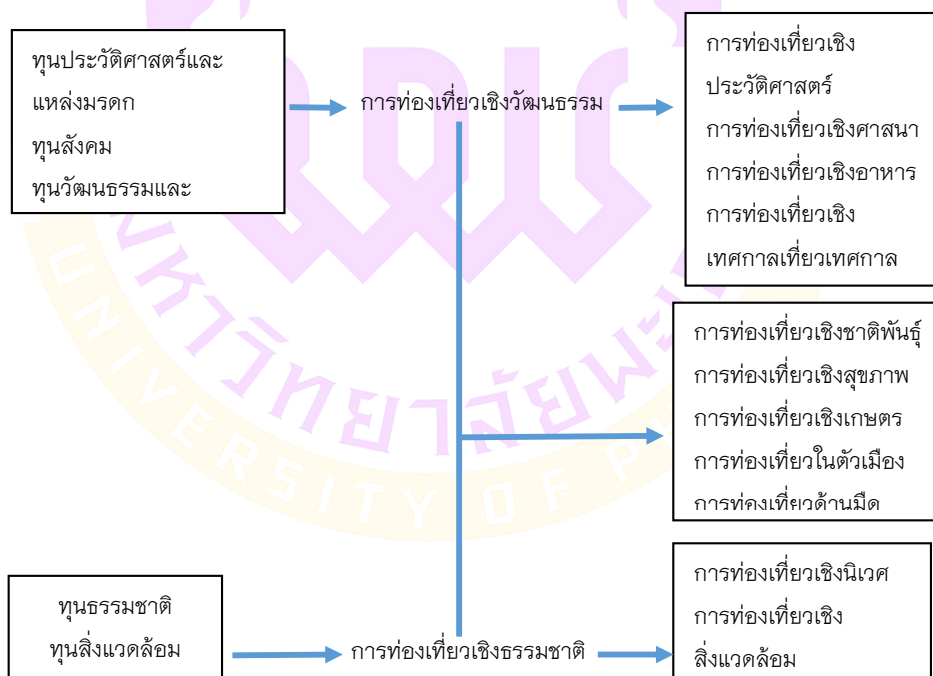 ทุนประวัติศาสตร์และ
แหล่งมรดก
ทุนสังคม
ทุนวัฒนธรรมและ
การท่องเที่ยวเชิงวัฒนธรรม
การท่องเที่ยวเชิง
ประวัติศาสตร์
การท่องเที่ยวเชิงศาสนา
การท่องเที่ยวเชิงอาหาร
การท่องเที่ยวเชิง
เทศกาลเที่ยวเทศกาล
การท่องเที่ยวเชิงชาติพันธุ์
การท่องเที่ยวเชิงสุขภาพ
การท่องเที่ยวเชิงเกษตร
การท่องเที่ยวในตัวเมือง
การท่องเที่ยวด้านมืด
ทุนธรรมชาติ
ทุนสิ่งแวดล้อม
การท่องเที่ยวเชิงธรรมชาติ
การท่องเที่ยวเชิงนิเวศ
การท่องเที่ยวเชิง
สิ่งแวดล้อม
มหาวิทยาลัย
UNIVERSITY OF